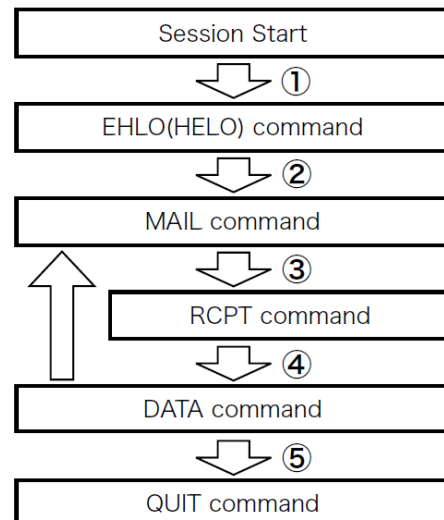 Session Start
①
EHLO(HELO) command
②
MAIL command
③
RCPT command
④
DATA command
⑤
QUIT command